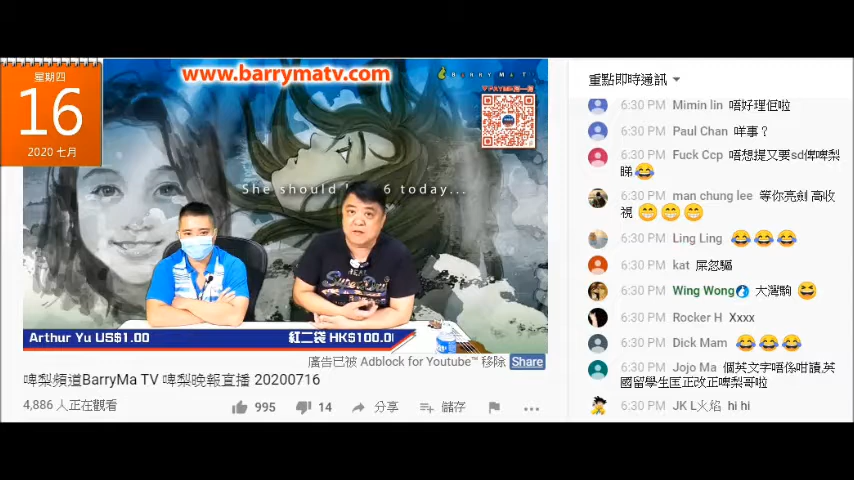 星期四
16
2020 七月
www.barrymatv.com
BARRY MA TV
She should
6 today...
Arthur Yu US$1.00
紅二袋 HK$100.0
廣告已被 Adblock for Youtube™ 移除 Share
啤梨頻道BarryMa TV 啤梨晚報直播 20200716
4,886 人正在觀看
995
14
分享
儲存
重點即時通訊
6:30 PM Mimin lin 唔好理佢啦
6:30 PM Paul Chan 咩事？
6:30 PM Fuck Ccp 唔想提又要sd俾啤梨
睇😂
6:30 PM man chung lee 等你亮劍 高收
視😁😁😁
6:30 PM Ling Ling 😂😂😂
6:30 PM kat 屎忽驅
6:30 PM Wing Wong 大灣駒 😆
6:30 PM Rocker H Xxxx
6:30 PM Dick Mam 😂😂😂
6:30 PM Jojo Ma 個英文字唔係咁讀,英
國留學生匡正改正啤梨哥啦
6:30 PM JK L火焰 hi hi